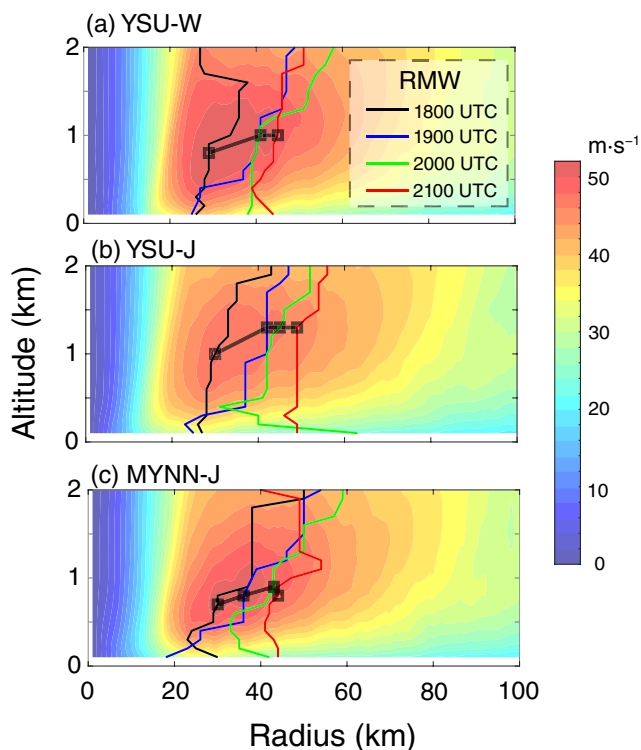 (a) YSU-W
2
1
0
RMW
1800 UTC
1900 UTC
2000 UTC
2100 UTC
(b) YSU-J
2
1
0
(c) MYNN-J
2
1
0
0 20 40 60 80 100
Radius (km)
Altitude (km)
m·s⁻¹
50
40
30
20
10
0